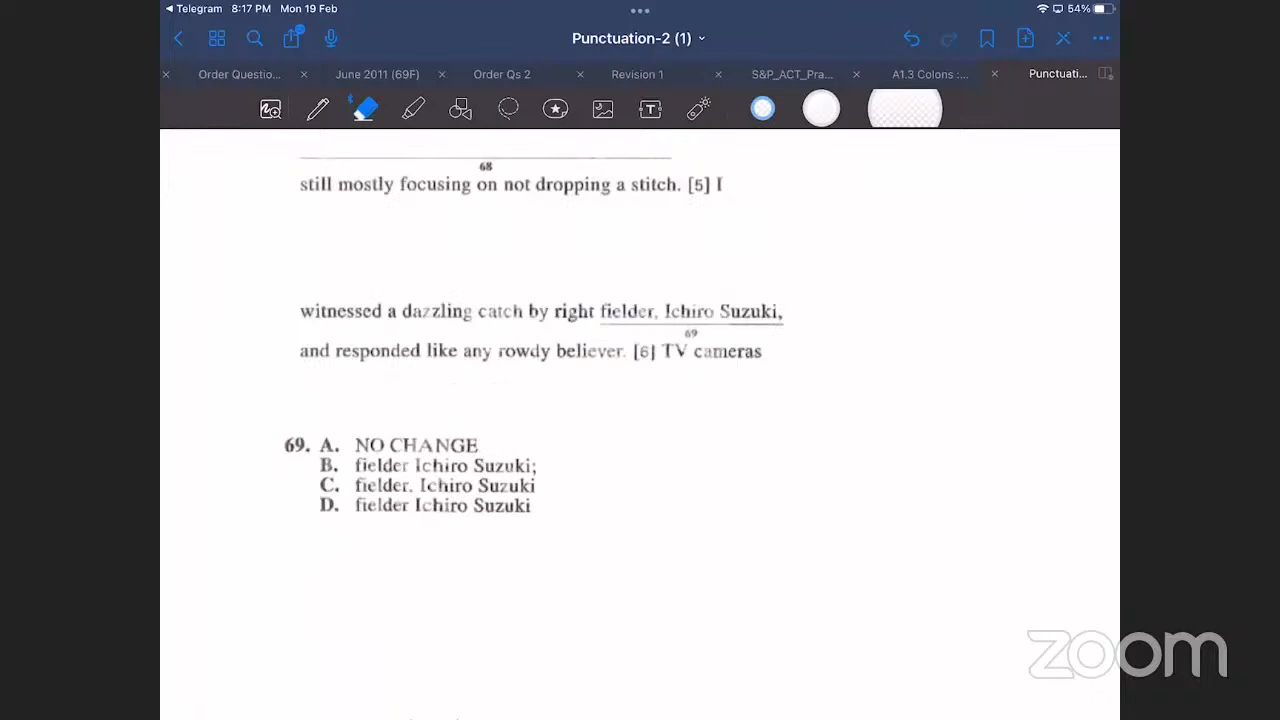 Telegram 8:17 PM Mon 19 Feb
54%
Punctuation-2 (1)
Order Questio... June 2011 (69F) Order Qs 2 Revision 1 S&P_ACT_Pra... A1.3 Colons :... Punctuati...
68
still mostly focusing on not dropping a stitch. [5] I
witnessed a dazzling catch by right fielder, Ichiro Suzuki,
69
and responded like any rowdy believer. [6] TV cameras
69. A. NO CHANGE
B. fielder Ichiro Suzuki;
C. fielder, Ichiro Suzuki
D. fielder Ichiro Suzuki
zoom